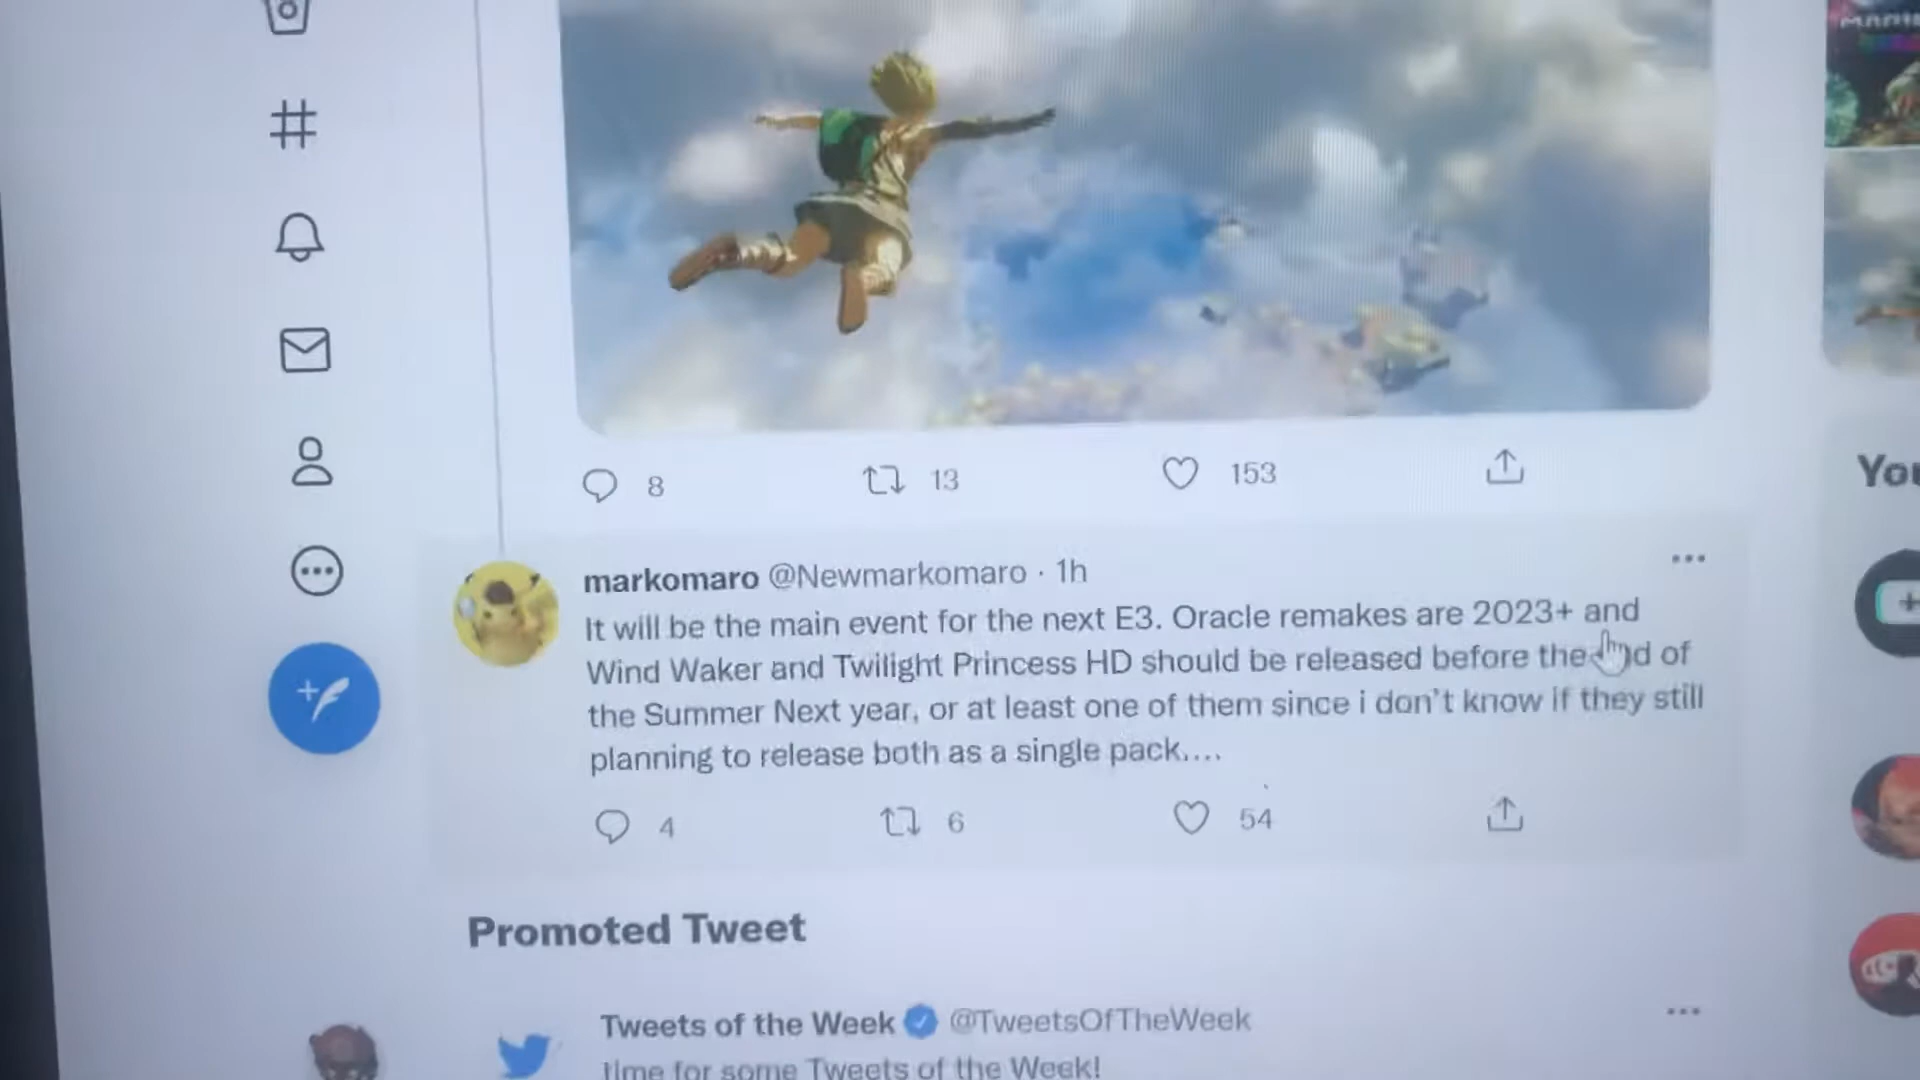 8 13 153
markomaro @Newmarkomaro · 1h
It will be the main event for the next E3. Oracle remakes are 2023+ and
Wind Waker and Twilight Princess HD should be released before the of
the Summer Next year, or at least one of them since i don't know if they still
planning to release both as a single pack....
4 6 54
Promoted Tweet
Tweets of the Week @TweetsOfTheWeek
time for some Tweets of the Week!